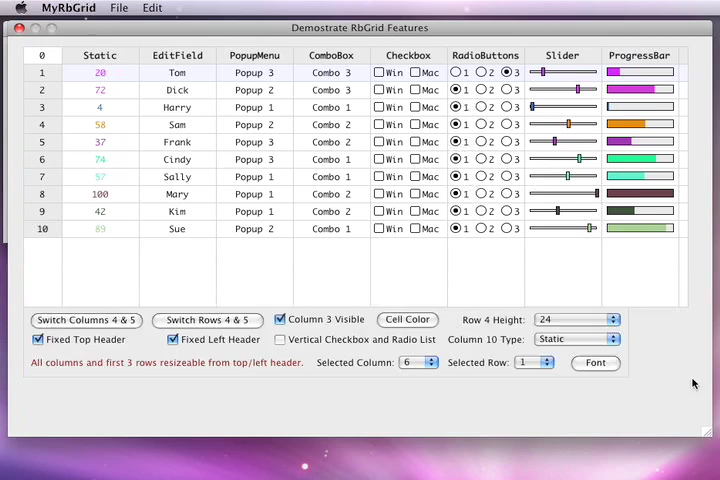 MyRbGrid File Edit
Demostrate RbGrid Features
0 Static EditField PopupMenu ComboBox Checkbox RadioButtons Slider ProgressBar
1 20 Tom Popup 3 Combo 3 Win Mac 1 2 3
2 72 Dick Popup 2 Combo 3 Win Mac 1 2 3
3 4 Harry Popup 1 Combo 1 Win Mac 1 2 3
4 58 Sam Popup 2 Combo 2 Win Mac 1 2 3
5 37 Frank Popup 3 Combo 2 Win Mac 1 2 3
6 74 Cindy Popup 3 Combo 1 Win Mac 1 2 3
7 57 Sally Popup 1 Combo 1 Win Mac 1 2 3
8 100 Mary Popup 1 Combo 2 Win Mac 1 2 3
9 42 Kim Popup 1 Combo 2 Win Mac 1 2 3
10 89 Sue Popup 2 Combo 1 Win Mac 1 2 3
Switch Columns 4 & 5 Switch Rows 4 & 5 Column 3 Visible Cell Color Row 4 Height: 24
Fixed Top Header Fixed Left Header Vertical Checkbox and Radio List Column 10 Type: Static
All columns and first 3 rows resizeable from top/left header. Selected Column: 6 Selected Row: 1 Font